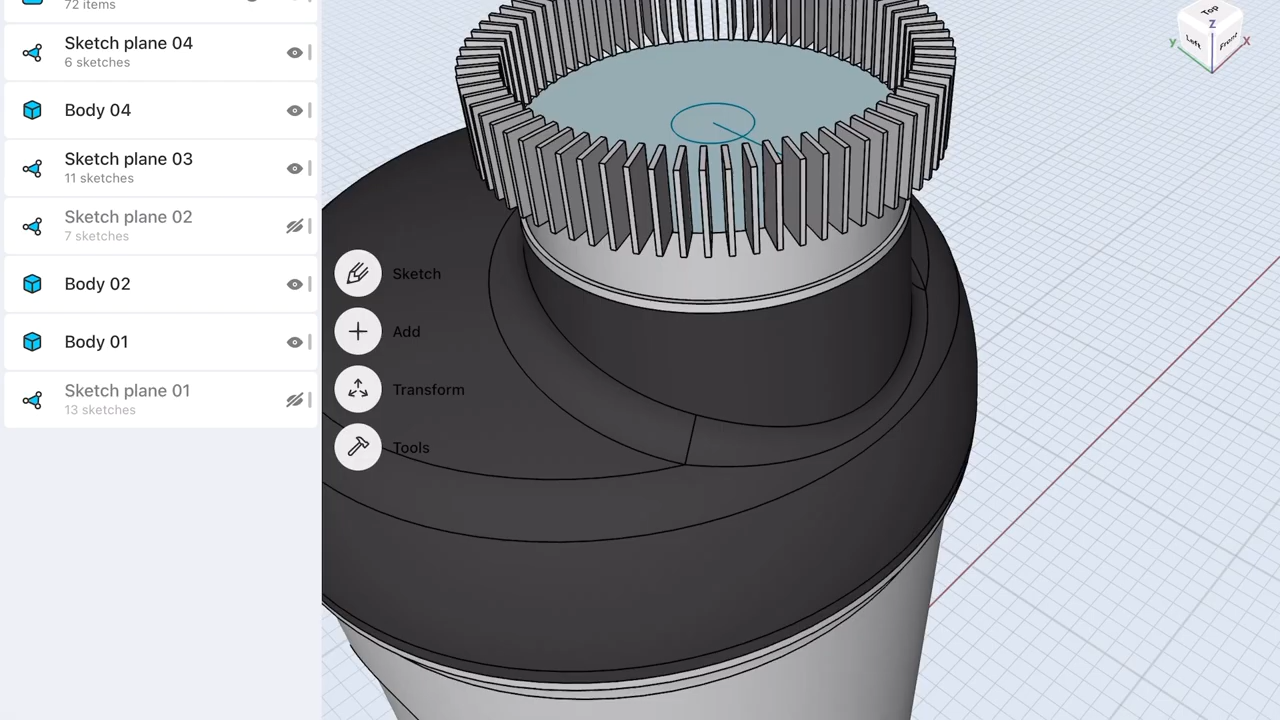 72 items
Sketch plane 04
6 sketches
Body 04
Sketch plane 03
11 sketches
Sketch plane 02
7 sketches
Body 02
Body 01
Sketch plane 01
13 sketches
Sketch
Add
Transform
Tools
Top
Z
Y
Left
Front
X